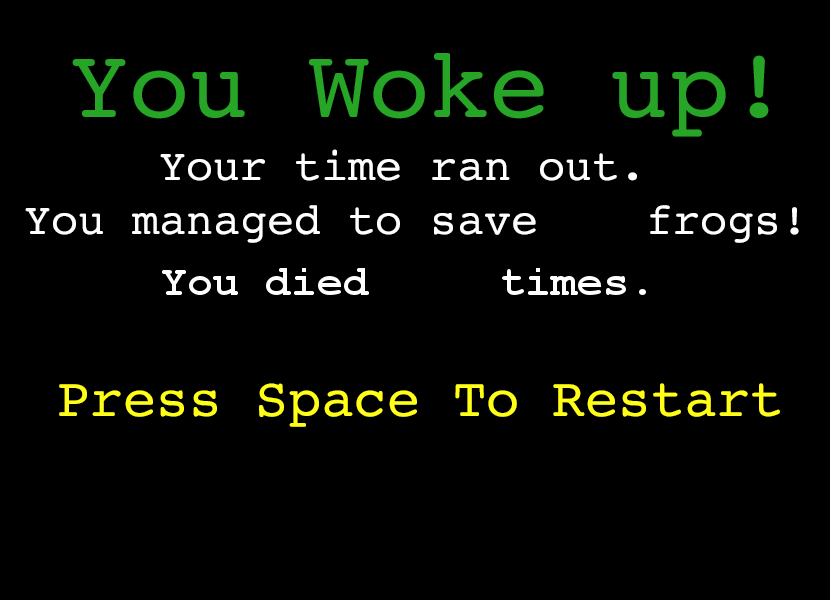 You Woke up!
Your time ran out.
You managed to save frogs!
You died times.
Press Space To Restart